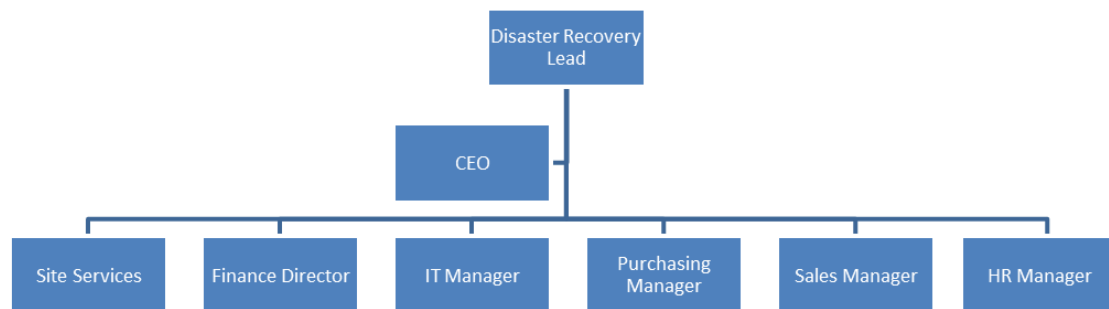 Disaster Recovery
Lead
CEO
Site Services
Finance Director
IT Manager
Purchasing
Manager
Sales Manager
HR Manager